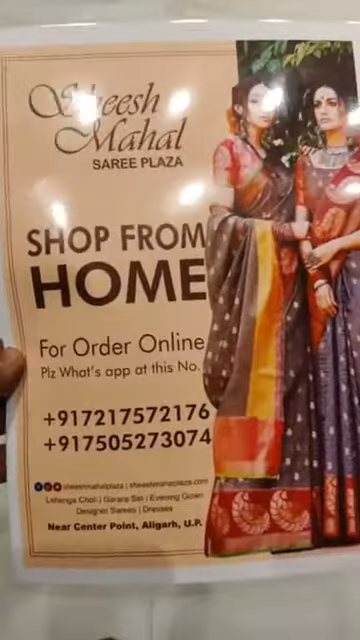 Sheesh
Mahal
SAREE PLAZA
SHOP FROM
HOME
For Order Online
Plz What's app at this No.
+917217572176
+917505273074
sheeshmahalplaza | sheeshmahalplaza.com
Lehenga Choli | Garara Set | Evening Gown
Designer Sarees | Dresses
Near Center Point, Aligarh, U.P.